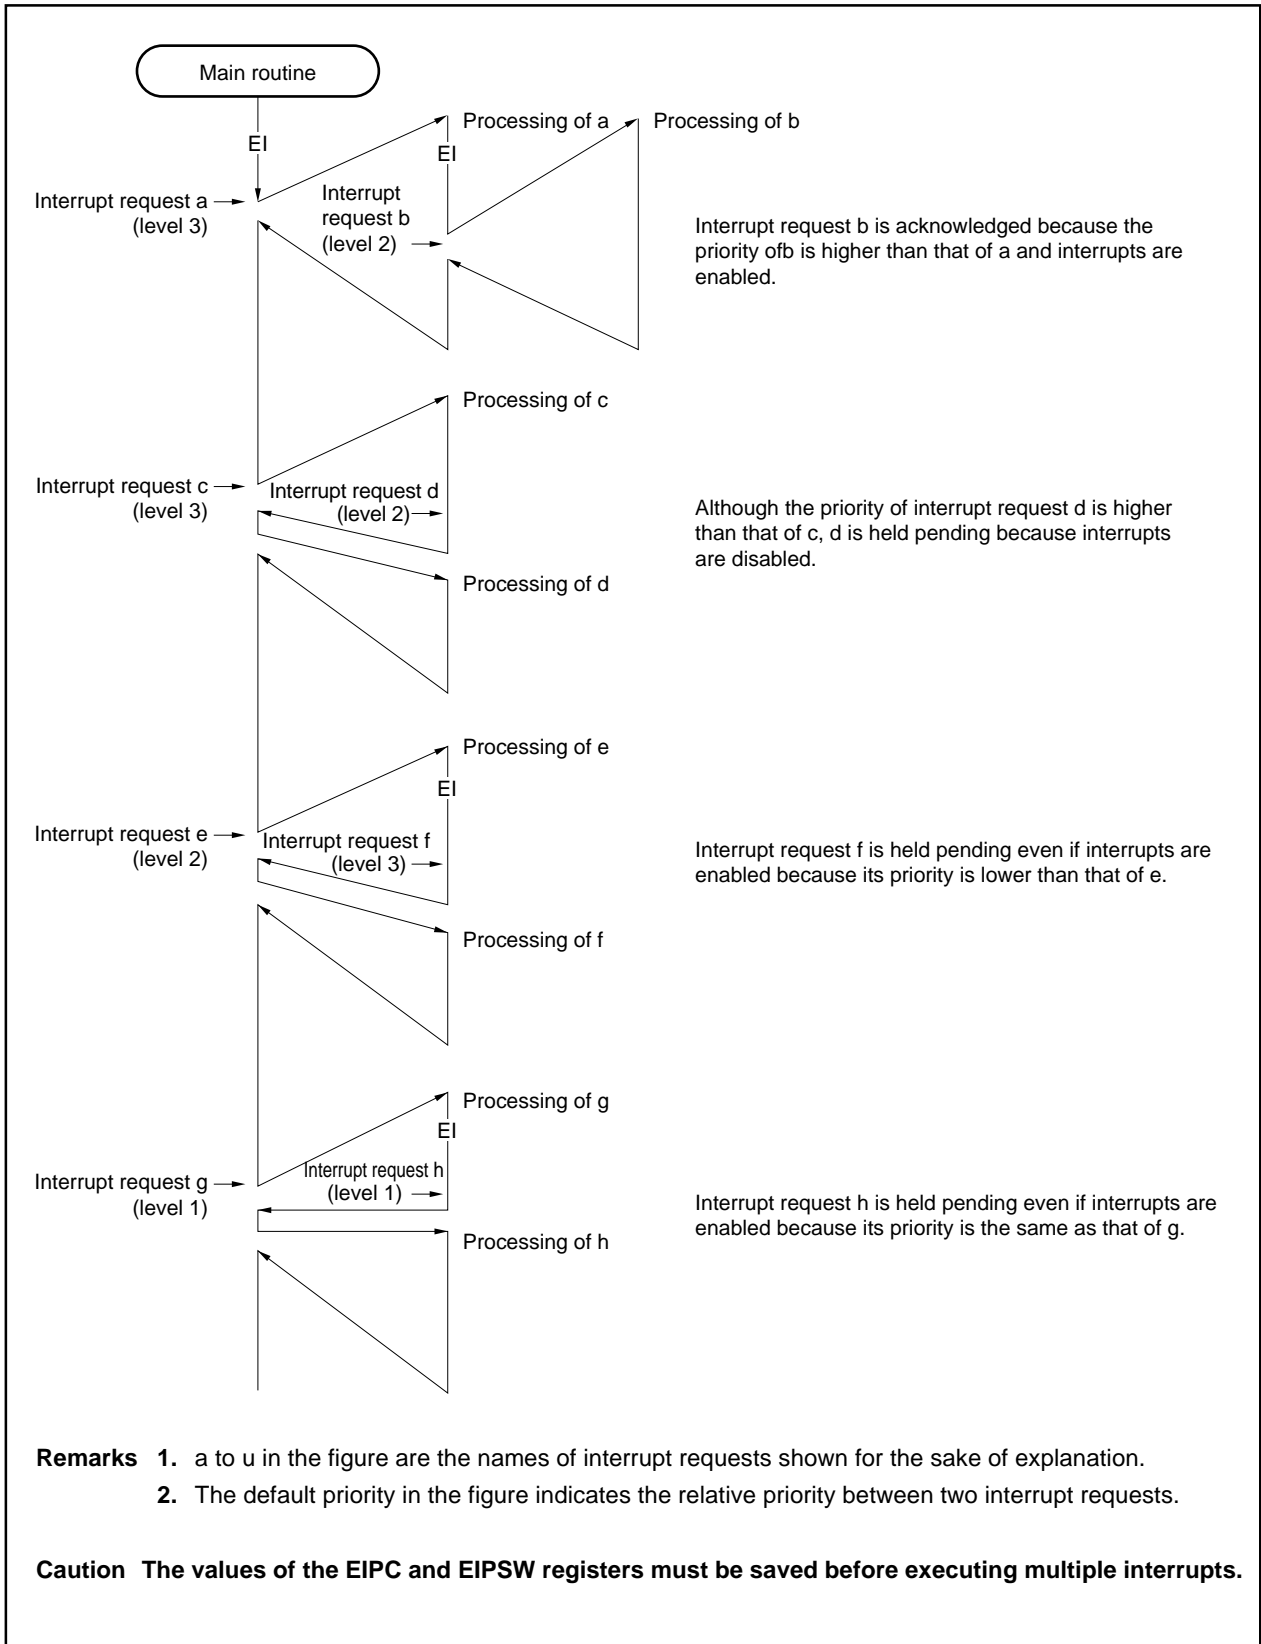 Main routine
EI
Processing of a
Processing of b
EI
Interrupt request a
(level 3)
Interrupt
request b
(level 2)
Interrupt request b is acknowledged because the
priority ofb is higher than that of a and interrupts are
enabled.
Processing of c
Interrupt request c
(level 3)
Interrupt request d
(level 2)
Although the priority of interrupt request d is higher
than that of c, d is held pending because interrupts
are disabled.
Processing of d
Processing of e
EI
Interrupt request e
(level 2)
Interrupt request f
(level 3)
Interrupt request f is held pending even if interrupts are
enabled because its priority is lower than that of e.
Processing of f
Processing of g
EI
Interrupt request g
(level 1)
Interrupt request h
(level 1)
Interrupt request h is held pending even if interrupts are
enabled because its priority is the same as that of g.
Processing of h
Remarks 1. a to u in the figure are the names of interrupt requests shown for the sake of explanation.
2. The default priority in the figure indicates the relative priority between two interrupt requests.
Caution The values of the EIPC and EIPSW registers must be saved before executing multiple interrupts.